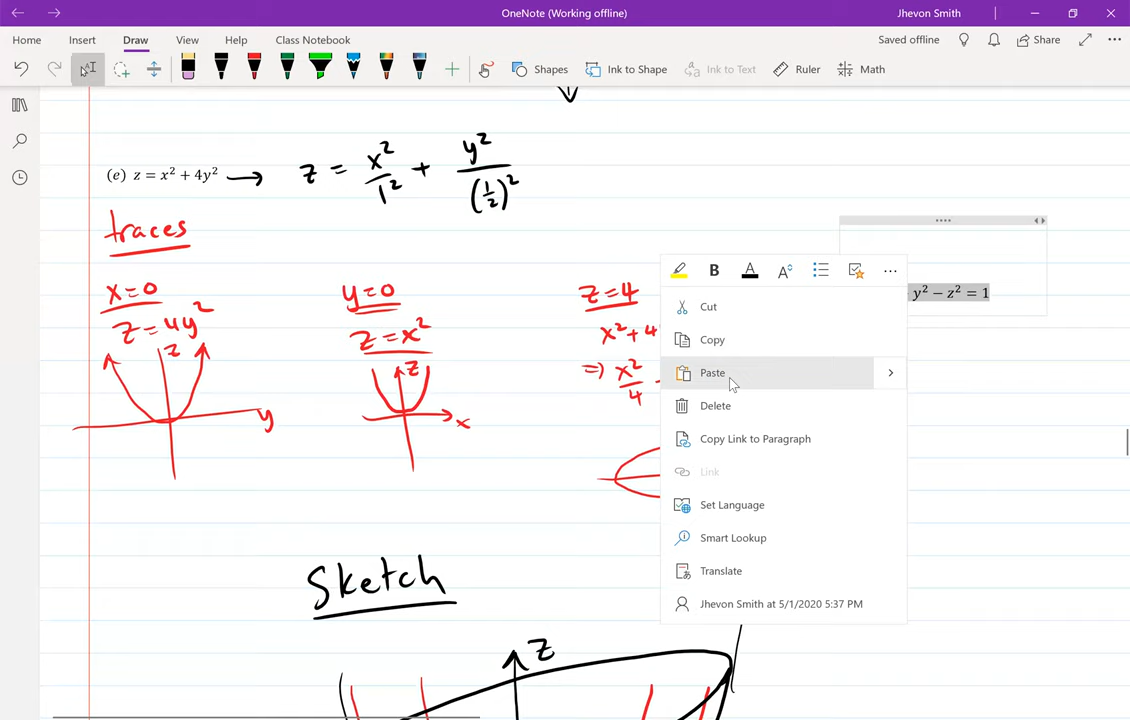 OneNote (Working offline)
Jhevon Smith
Home Insert Draw View Help Class Notebook
Saved offline
Share
Shapes
Ink to Shape
Ink to Text
Ruler
Math
(e) z = x² + 4y² → z = x²/1² + y²/(1/2)²
traces
x=0
z=4y²
z
y
y=0
z=x²
z
x
z=4
x²+4
⇒ x²/4
y² − z² = 1
Cut
Copy
Paste
Delete
Copy Link to Paragraph
Link
Set Language
Smart Lookup
Translate
Jhevon Smith at 5/1/2020 5:37 PM
Sketch
z